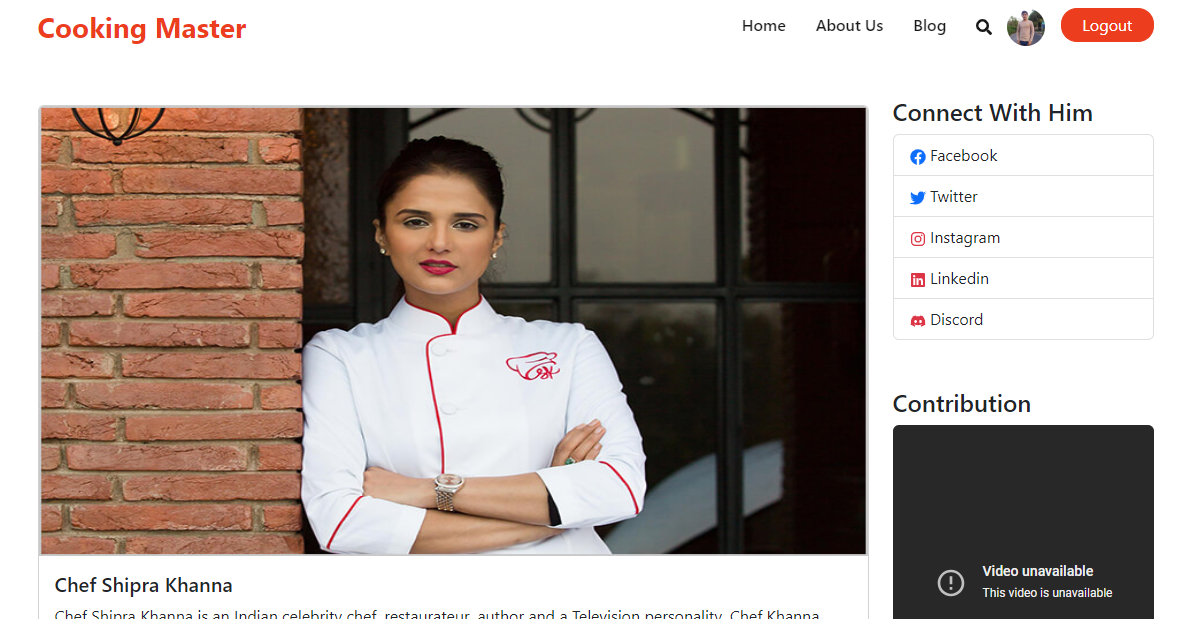 Cooking Master
Home About Us Blog Logout
Connect With Him
Facebook
Twitter
Instagram
Linkedin
Discord
Contribution
Video unavailable
This video is unavailable
Chef Shipra Khanna
Chef Shipra Khanna is an Indian celebrity chef, restaurateur, author and a Television personality. Chef Khanna